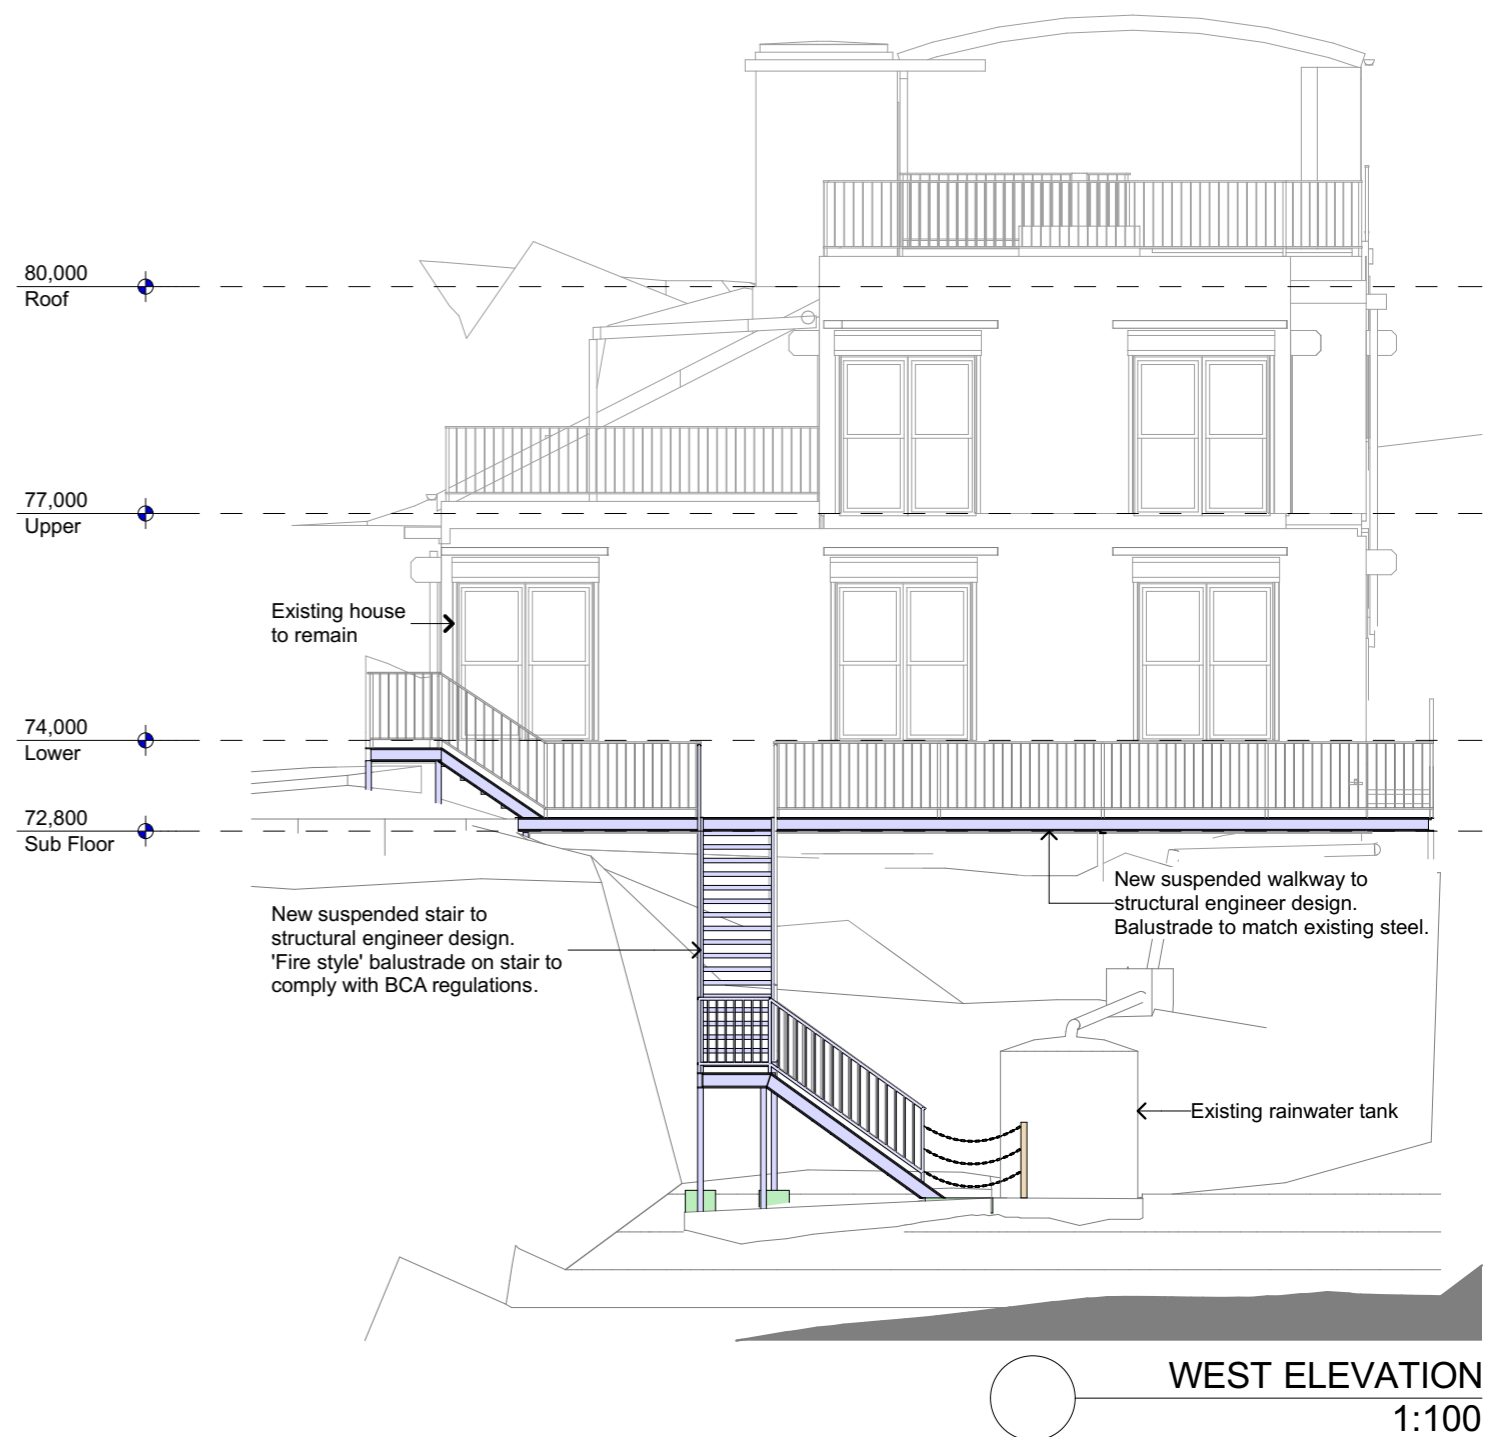 80,000
Roof
77,000
Upper
Existing house
to remain
74,000
Lower
72,800
Sub Floor
New suspended walkway to
structural engineer design.
Balustrade to match existing steel.
New suspended stair to
structural engineer design.
'Fire style' balustrade on stair to
comply with BCA regulations.
Existing rainwater tank
WEST ELEVATION
1:100